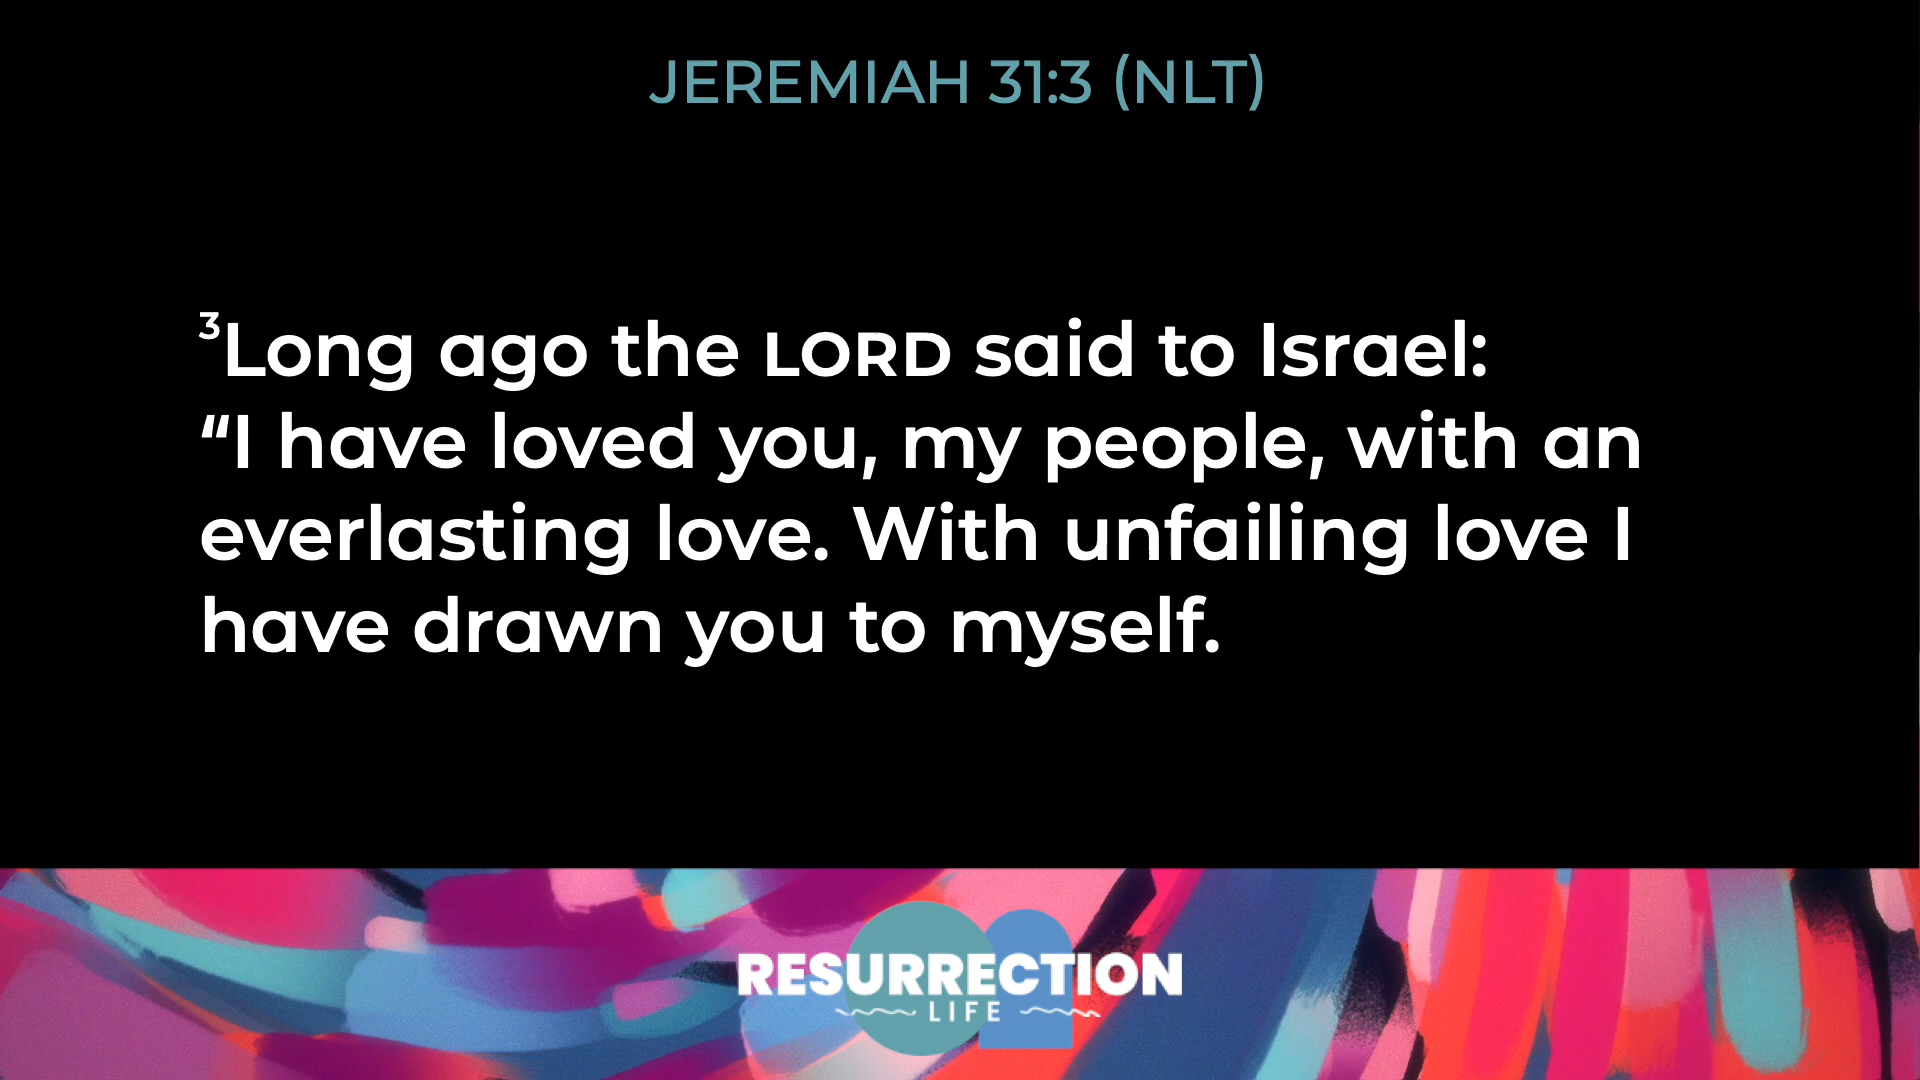 JEREMIAH 31:3 (NLT)
³Long ago the LORD said to Israel:
“I have loved you, my people, with an
everlasting love. With unfailing love I
have drawn you to myself.
RESURRECTION
LIFE